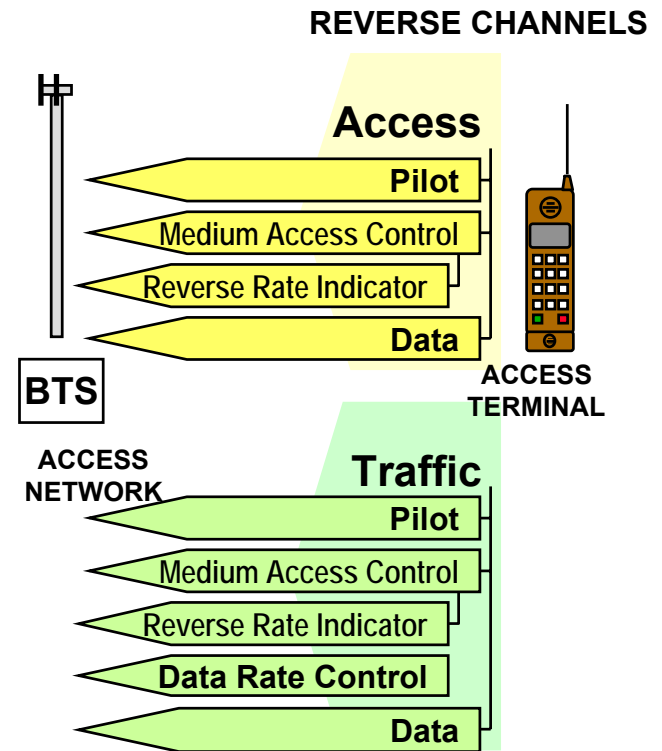 REVERSE CHANNELS
Access
Pilot
Medium Access Control
Reverse Rate Indicator
Data
BTS
ACCESS
TERMINAL
ACCESS
NETWORK
Traffic
Pilot
Medium Access Control
Reverse Rate Indicator
Data Rate Control
Data